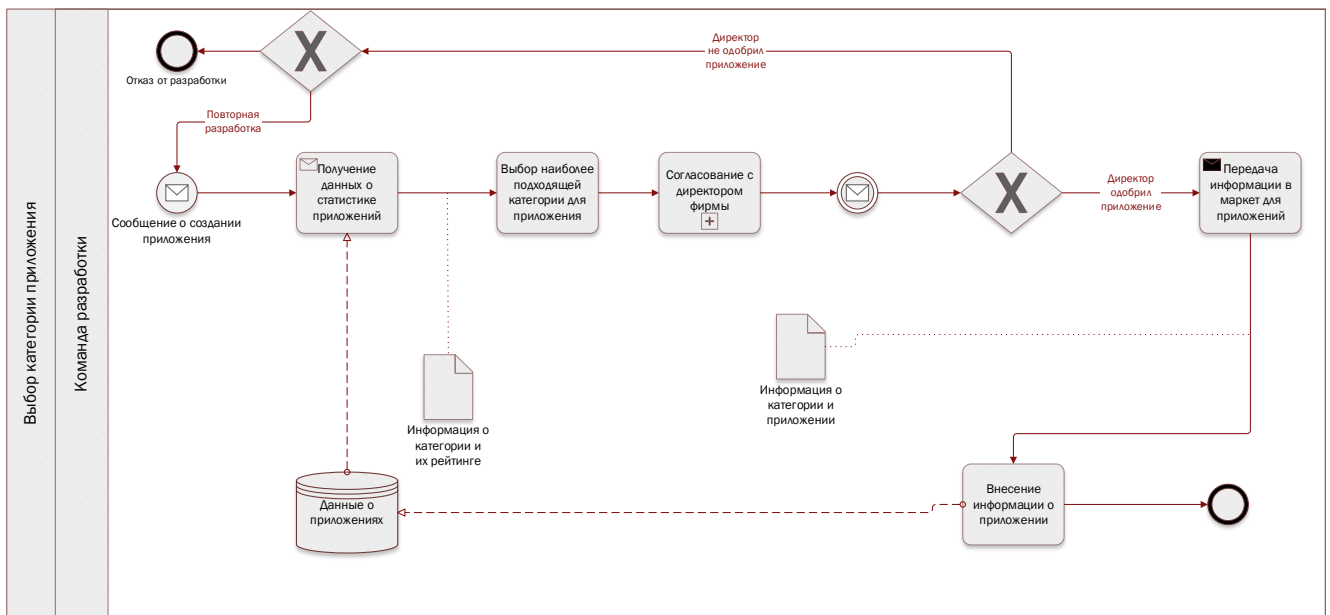 Выбор категории приложения
Команда разработки
Директор
не одобрил
приложение
Отказ от разработки
Повторная
разработка
Сообщение о создании
приложения
Получение
данных о
статистике
приложений
Выбор наиболее
подходящей
категории для
приложения
Согласование с
директором
фирмы
Директор
одобрил
приложение
Передача
информации в
маркет для
приложений
Информация о
категории и
их рейтинге
Информация о
категории и
приложении
Данные о
приложениях
Внесение
информации о
приложении